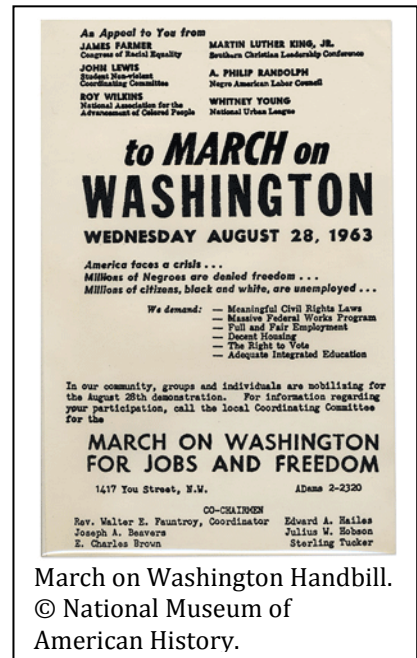 An Appeal to You from
JAMES FARMER
Congress of Racial Equality
MARTIN LUTHER KING, JR.
Southern Christian Leadership Conference
JOHN LEWIS
Student Non-violent
Coordinating Committee
A. PHILIP RANDOLPH
Negro American Labor Council
ROY WILKINS
National Association for the
Advancement of Colored People
WHITNEY YOUNG
National Urban League
to MARCH on
WASHINGTON
WEDNESDAY AUGUST 28, 1963
America faces a crisis . . .
Millions of Negroes are denied freedom . . .
Millions of citizens, black and white, are unemployed . . .
We demand: — Meaningful Civil Rights Laws
— Massive Federal Works Program
— Full and Fair Employment
— Decent Housing
— The Right to Vote
— Adequate Integrated Education
In our community, groups and individuals are mobilizing for
the August 28th demonstration. For information regarding
your participation, call the local Coordinating Committee
for the
MARCH ON WASHINGTON
FOR JOBS AND FREEDOM
1417 You Street, N.W. ADams 2-2320
CO-CHAIRMEN
Rev. Walter E. Fauntroy, Coordinator Edward A. Hailes
Joseph A. Beavers Julius W. Hobson
E. Charles Brown Sterling Tucker
March on Washington Handbill.
© National Museum of
American History.